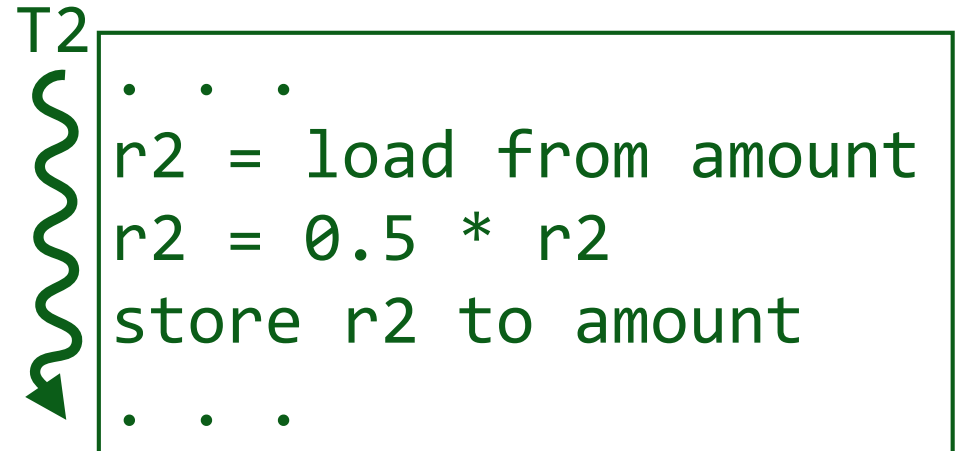 T2
. . .
r2 = load from amount
r2 = 0.5 * r2
store r2 to amount
. . .